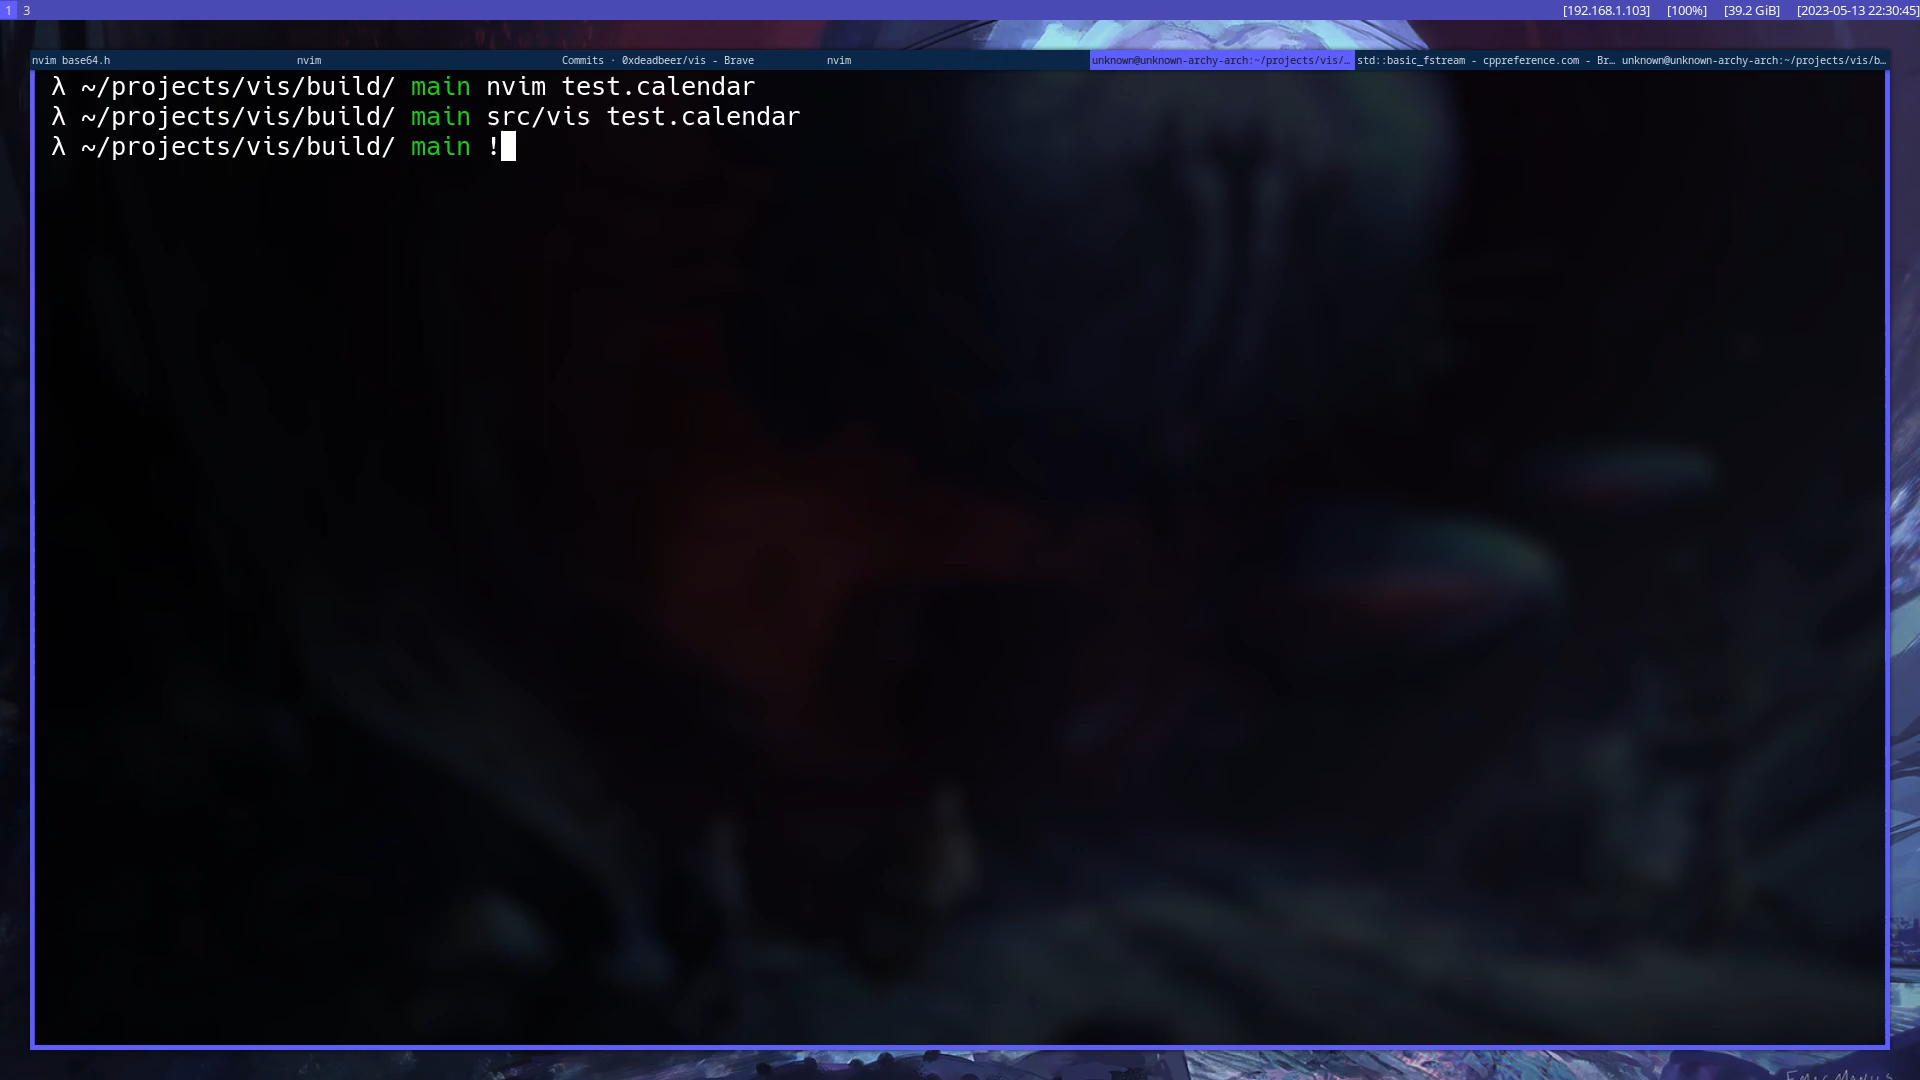 1 3 [192.168.1.103] [100%] [39.2 GiB] [2023-05-13 22:30:45]
nvim base64.h nvim Commits · 0xdeadbeer/vis - Brave nvim unknown@unknown-archy-arch:~/projects/vis/… std::basic_fstream - cppreference.com - Br… unknown@unknown-archy-arch:~/projects/vis/b…
λ ~/projects/vis/build/ main nvim test.calendar
λ ~/projects/vis/build/ main src/vis test.calendar
λ ~/projects/vis/build/ main !